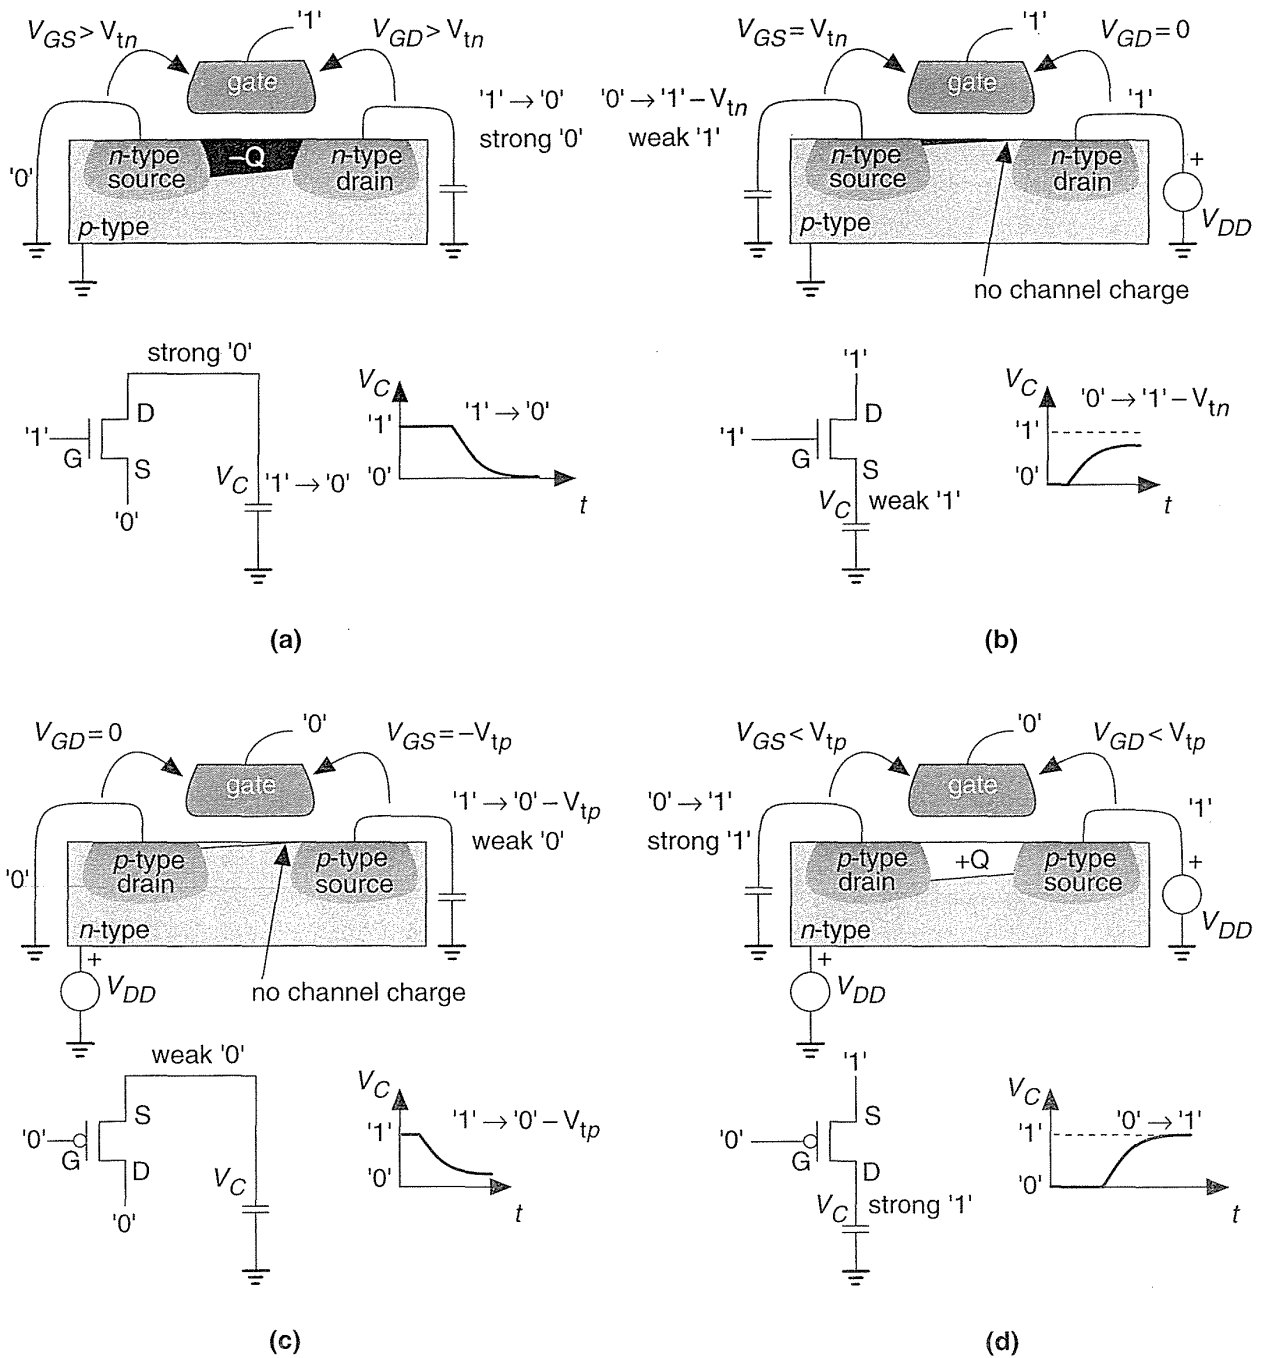 V_GS > V_tn
'1'
V_GD > V_tn
gate
'1' → '0'
strong '0'
n-type source
–Q
n-type drain
'0'
p-type
strong '0'
'1'
G
D
S
'0'
V_C
'1' → '0'
V_C
'1'
'0'
'1' → '0'
t
(a)
V_GS = V_tn
'1'
V_GD = 0
gate
'0' → '1' – V_tn
weak '1'
'1'
n-type source
n-type drain
+
V_DD
p-type
no channel charge
'1'
'1'
G
D
S
V_C
weak '1'
V_C
'0' → '1' – V_tn
'1'
'0'
t
(b)
V_GD = 0
'0'
V_GS = –V_tp
gate
'1' → '0' – V_tp
weak '0'
'0'
p-type drain
p-type source
n-type
+
V_DD
no channel charge
weak '0'
'0'
G
S
D
'0'
V_C
V_C
'1'
'0'
'1' → '0' – V_tp
t
(c)
V_GS < V_tp
'0'
V_GD < V_tp
gate
'0' → '1'
strong '1'
'1'
p-type drain
+Q
p-type source
+
V_DD
n-type
+
V_DD
'1'
'0'
G
S
D
V_C
strong '1'
V_C
'0' → '1'
'1'
'0'
t
(d)